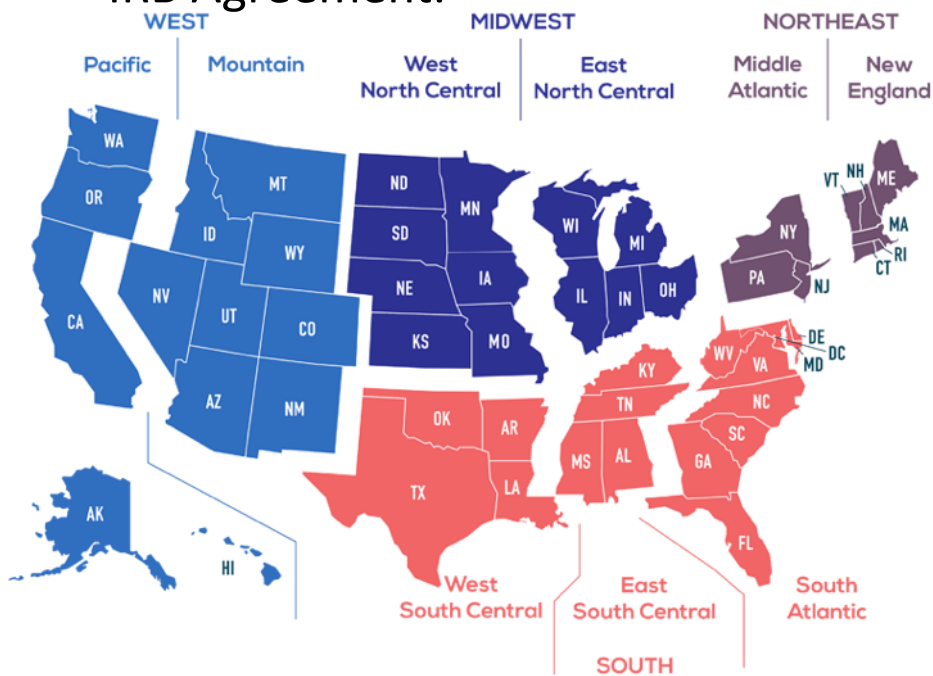 IRB Agreement.
WEST
MIDWEST
NORTHEAST
Pacific
Mountain
West
North Central
East
North Central
Middle
Atlantic
New
England
WA
OR
CA
NV
ID
MT
WY
UT
CO
AZ
NM
AK
HI
ND
SD
NE
KS
MN
IA
MO
WI
MI
IL
IN
OH
NY
PA
NJ
VT
NH
ME
MA
RI
CT
OK
TX
AR
LA
KY
TN
MS
AL
WV
VA
DE
DC
MD
NC
SC
GA
FL
West
South Central
East
South Central
South
Atlantic
SOUTH